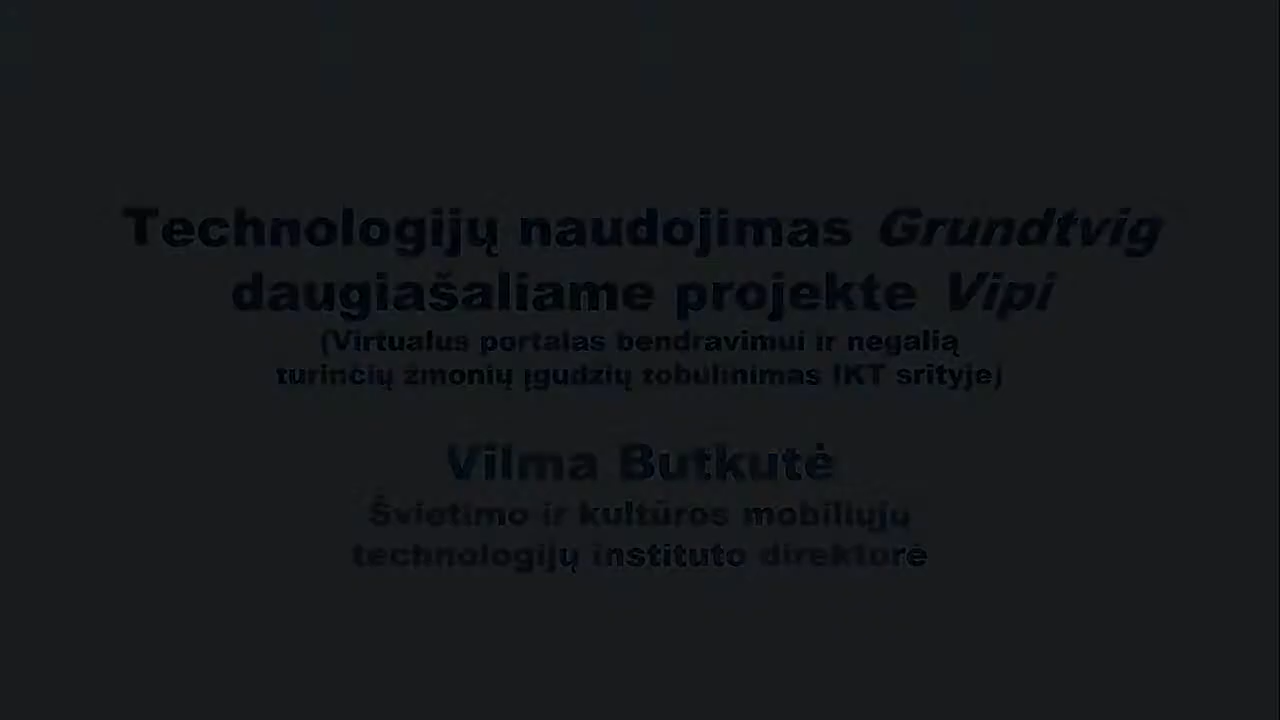 Technologijų naudojimas Grundtvig
daugiašaliame projekte Vipi
(Virtualus portalas bendravimui ir negalią
turinčių žmonių įgudzių tobulinimas IKT srityje)
Vilma Butkutė
Švietimo ir kultūros mobiliųjų
technologijų instituto direktorė